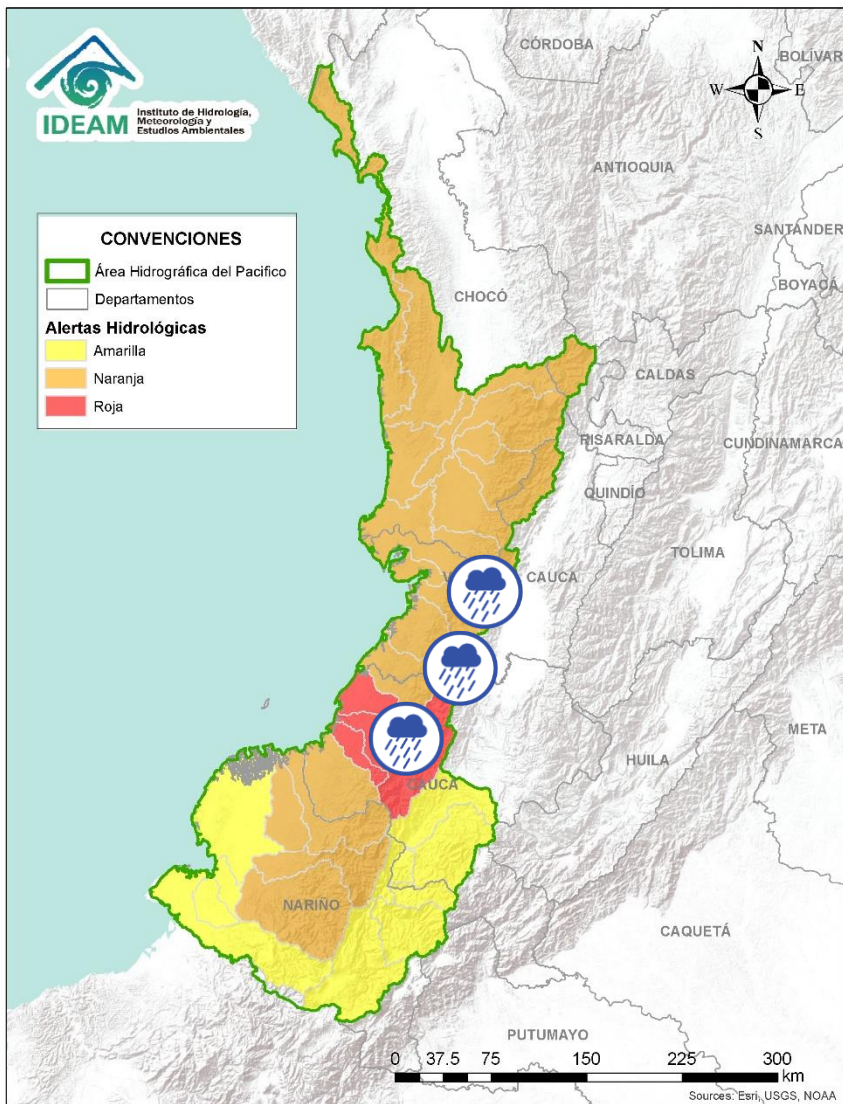 IDEAM
Instituto de Hidrología,
Meteorología y
Estudios Ambientales
CÓRDOBA
BOLÍVAR
N
W
E
S
ANTIOQUIA
SANTANDER
BOYACÁ
CONVENCIONES
Área Hidrográfica del Pacifico
Departamentos
Alertas Hidrológicas
Amarilla
Naranja
Roja
CHOCÓ
CALDAS
RISARALDA
CUNDINAMARCA
QUINDÍO
TOLIMA
CAUCA
META
HUILA
CAUCA
NARIÑO
CAQUETÁ
PUTUMAYO
0 37.5 75 150 225 300
km
Sources: Esri, USGS, NOAA